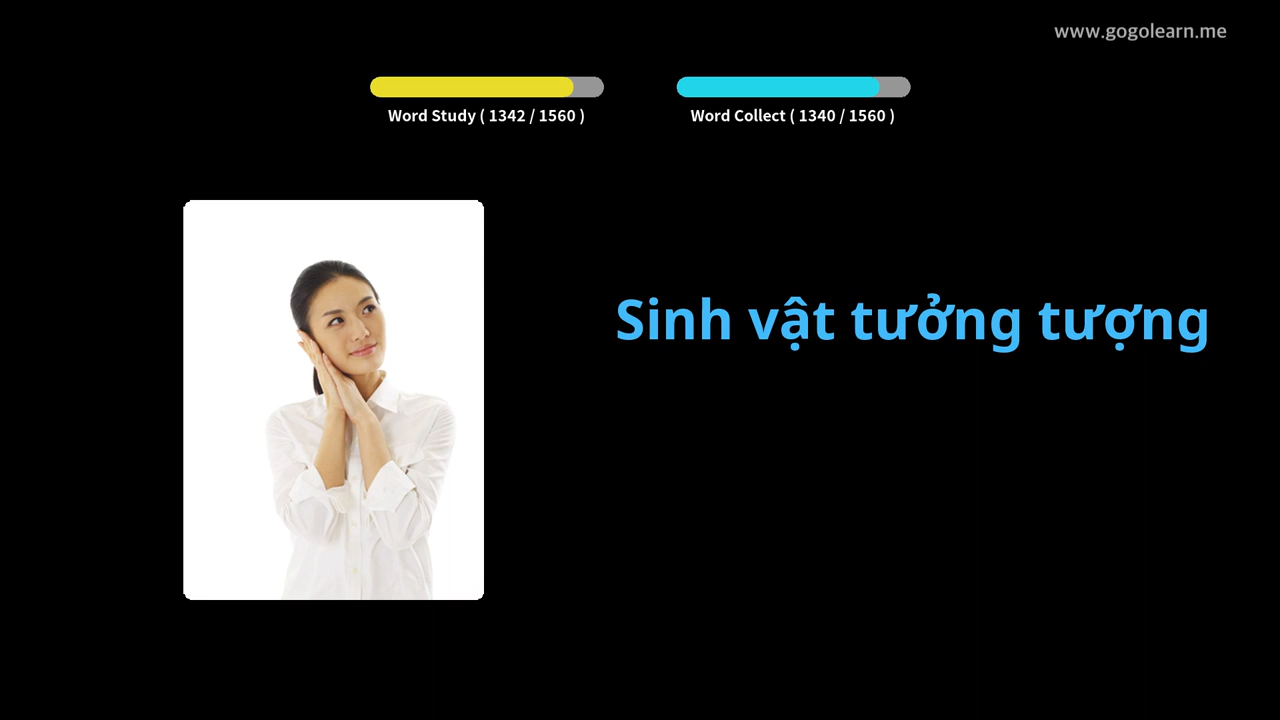 www.gogolearn.me
Word Study ( 1342 / 1560 )
Word Collect ( 1340 / 1560 )
Sinh vật tưởng tượng